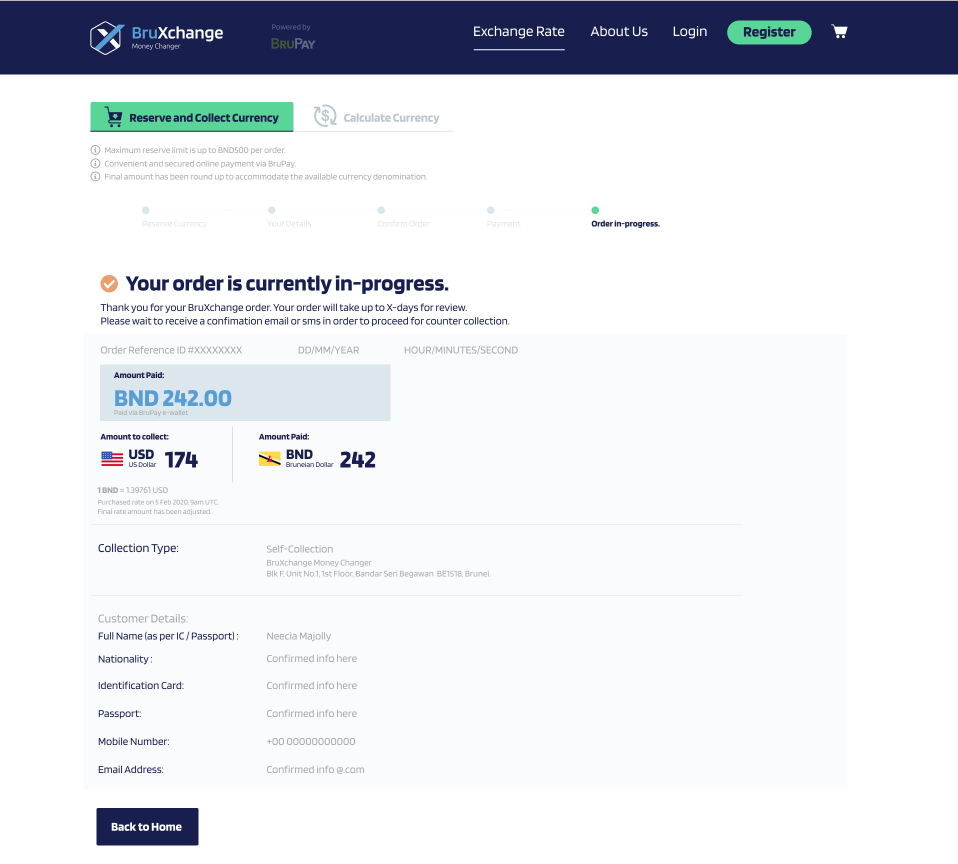 BruXchange
Money Changer
Powered by
BRUPAY
Exchange Rate
About Us
Login
Register
Reserve and Collect Currency
Calculate Currency
Maximum reserve limit is up to BND500 per order.
Convenient and secured online payment via BruPay.
Final amount has been round up to accommodate the available currency denomination.
Reserve Currency
Your Details
Confirm Order
Payment
Order in-progress.
Your order is currently in-progress.
Thank you for your BruXchange order. Your order will take up to X-days for review.
Please wait to receive a confimation email or sms in order to proceed for counter collection.
Order Reference ID #XXXXXXXX
DD/MM/YEAR
HOUR/MINUTES/SECOND
Amount Paid:
BND 242.00
Paid via BruPay e-wallet
Amount to collect:
USD
US Dollar
174
Amount Paid:
BND
Bruneian Dollar
242
1 BND = 1.39761 USD
Purchased rate on 5 Feb 2020, 9am UTC.
Final rate amount has been adjusted.
Collection Type:
Self-Collection
BruXchange Money Changer
Blk F, Unit No.1, 1st Floor, Bandar Seri Begawan BE1518, Brunei.
Customer Details:
Full Name (as per IC / Passport) :
Neecia Majolly
Nationality :
Confirmed info here
Identification Card:
Confirmed info here
Passport:
Confirmed info here
Mobile Number:
+00 00000000000
Email Address:
Confirmed info @.com
Back to Home